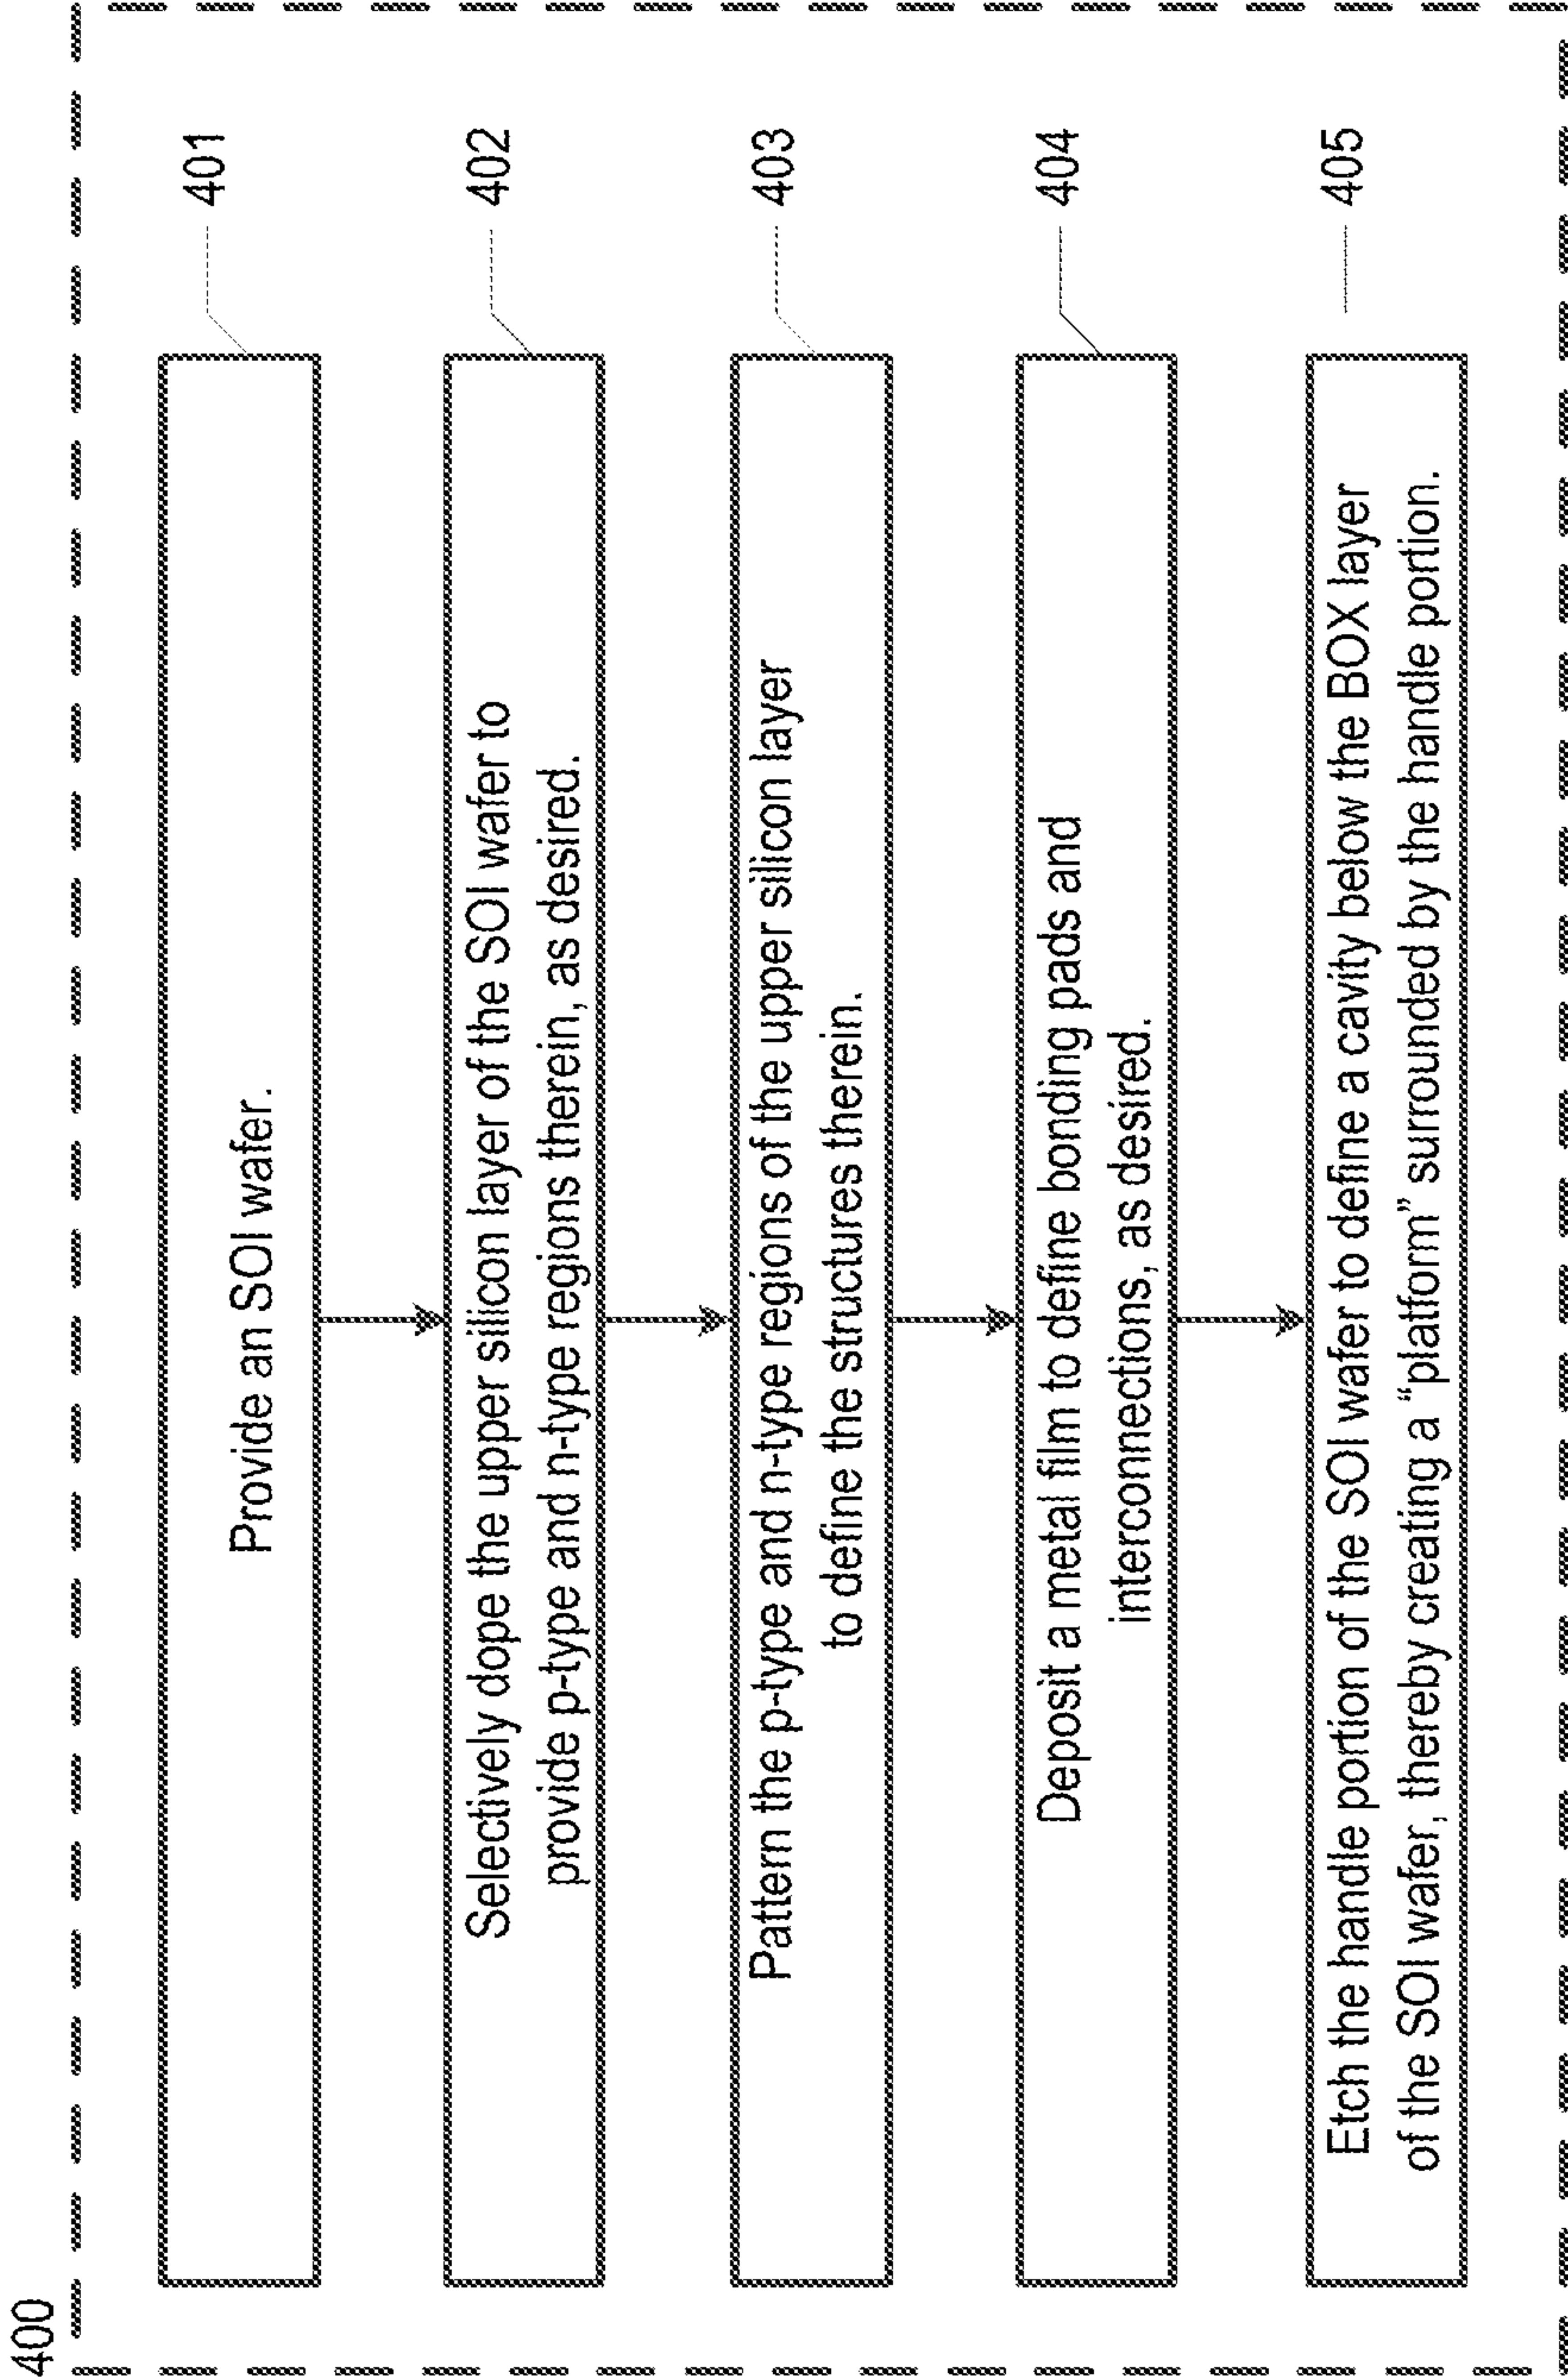 400
Provide an SOI wafer.
401
Selectively dope the upper silicon layer of the SOI wafer to
provide p-type and n-type regions therein, as desired.
402
Pattern the p-type and n-type regions of the upper silicon layer
to define the structures therein.
403
Deposit a metal film to define bonding pads and
interconnections, as desired.
404
Etch the handle portion of the SOI wafer to define a cavity below the BOX layer
of the SOI wafer, thereby creating a “platform” surrounded by the handle portion.
405